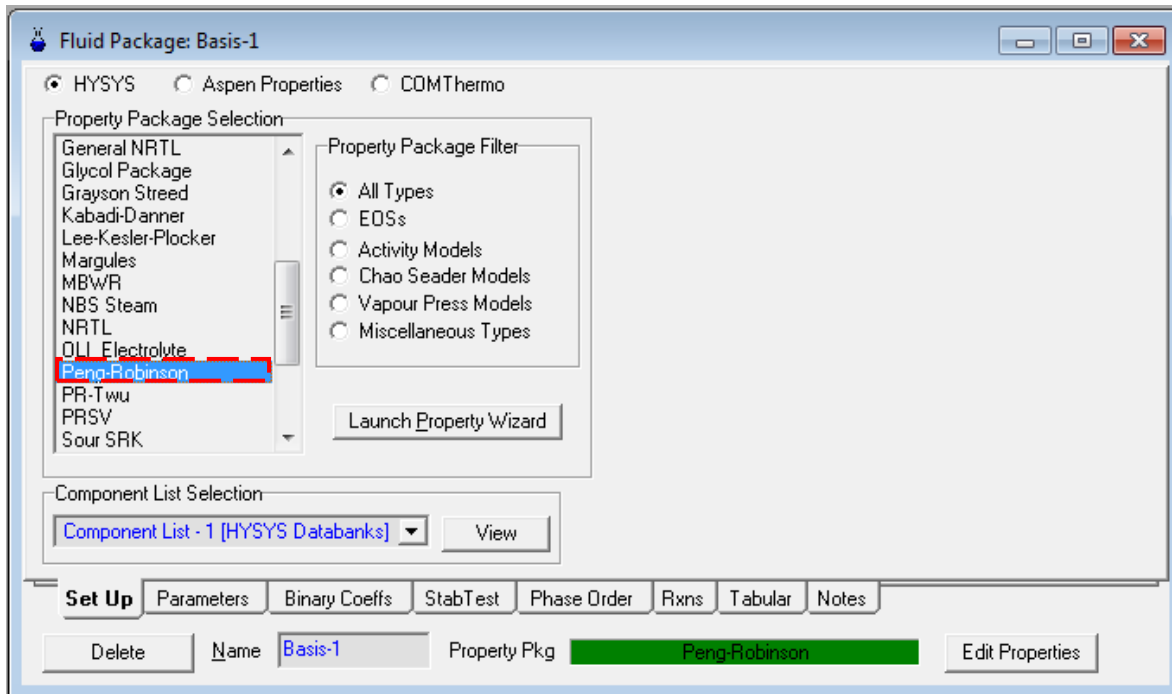 Fluid Package: Basis-1
HYSYS Aspen Properties COMThermo
Property Package Selection
General NRTL
Glycol Package
Grayson Streed
Kabadi-Danner
Lee-Kesler-Plocker
Margules
MBWR
NBS Steam
NRTL
OLI_Electrolyte
Peng-Robinson
PR-Twu
PRSV
Sour SRK
Property Package Filter
All Types
EOSs
Activity Models
Chao Seader Models
Vapour Press Models
Miscellaneous Types
Launch Property Wizard
Component List Selection
Component List - 1 [HYSYS Databanks] View
Set Up Parameters Binary Coeffs StabTest Phase Order Rxns Tabular Notes
Delete Name Basis-1 Property Pkg Peng-Robinson Edit Properties